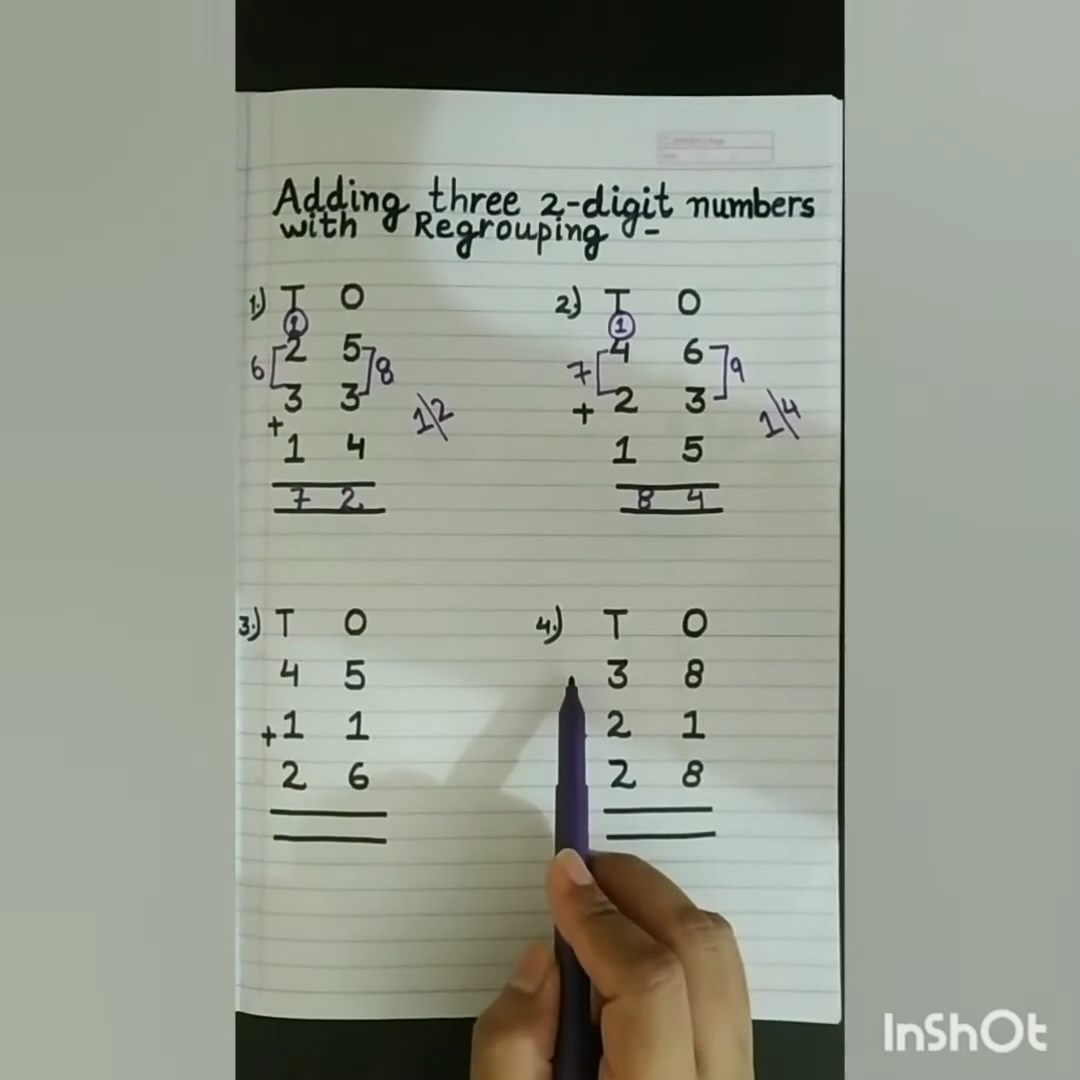 Adding three 2-digit numbers
with Regrouping -
1.) T O
1
6 2 5 8
3 3
+ 1\2
1 4
7 2
2.) T O
1
7 4 6 9
+ 2 3 1\4
1 5
8 4
3.) T O
4 5
+ 1 1
2 6
4.) T O
3 8
2 1
2 8
InShOt